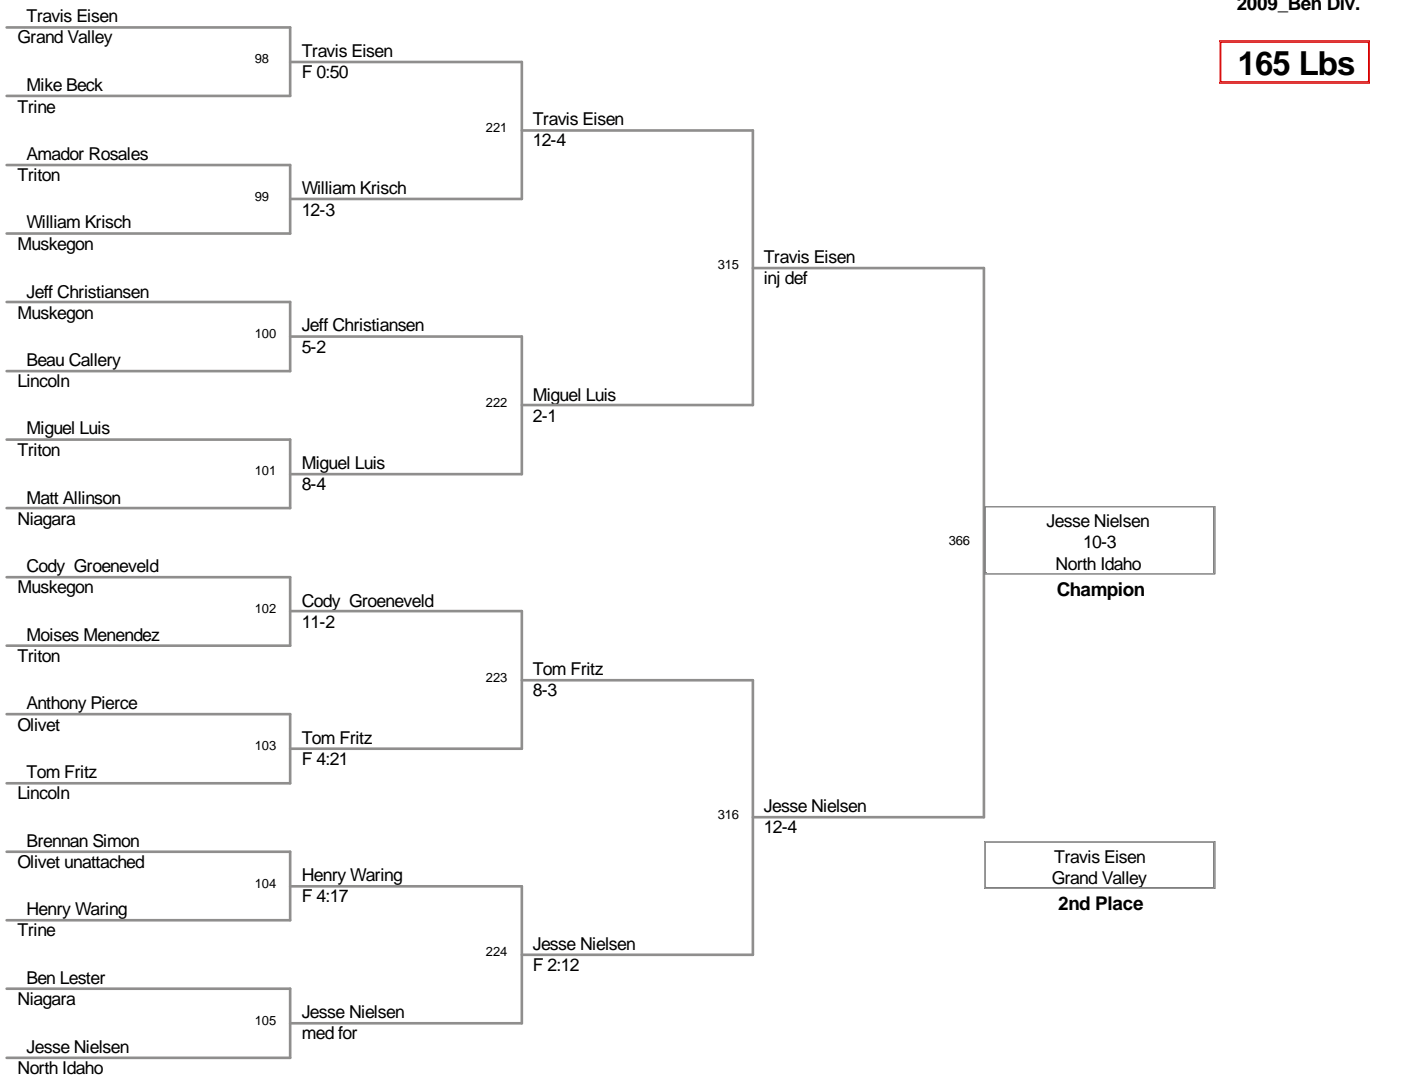 2009_Ben Div.
165 Lbs
Travis Eisen
Grand Valley
98
Mike Beck
Trine
Amador Rosales
Triton
99
William Krisch
Muskegon
Jeff Christiansen
Muskegon
100
Beau Callery
Lincoln
Miguel Luis
Triton
101
Matt Allinson
Niagara
Cody  Groeneveld
Muskegon
102
Moises Menendez
Triton
Anthony Pierce
Olivet
103
Tom Fritz
Lincoln
Brennan Simon
Olivet unattached
104
Henry Waring
Trine
Ben Lester
Niagara
105
Jesse Nielsen
North Idaho
Travis Eisen
F 0:50
221
William Krisch
12-3
Jeff Christiansen
5-2
222
Miguel Luis
8-4
Cody  Groeneveld
11-2
223
Tom Fritz
F 4:21
Henry Waring
F 4:17
224
Jesse Nielsen
med for
Travis Eisen
12-4
315
Miguel Luis
2-1
Tom Fritz
8-3
316
Jesse Nielsen
F 2:12
Travis Eisen
inj def
366
Jesse Nielsen
12-4
Jesse Nielsen
10-3
North Idaho
Champion
Travis Eisen
Grand Valley
2nd Place